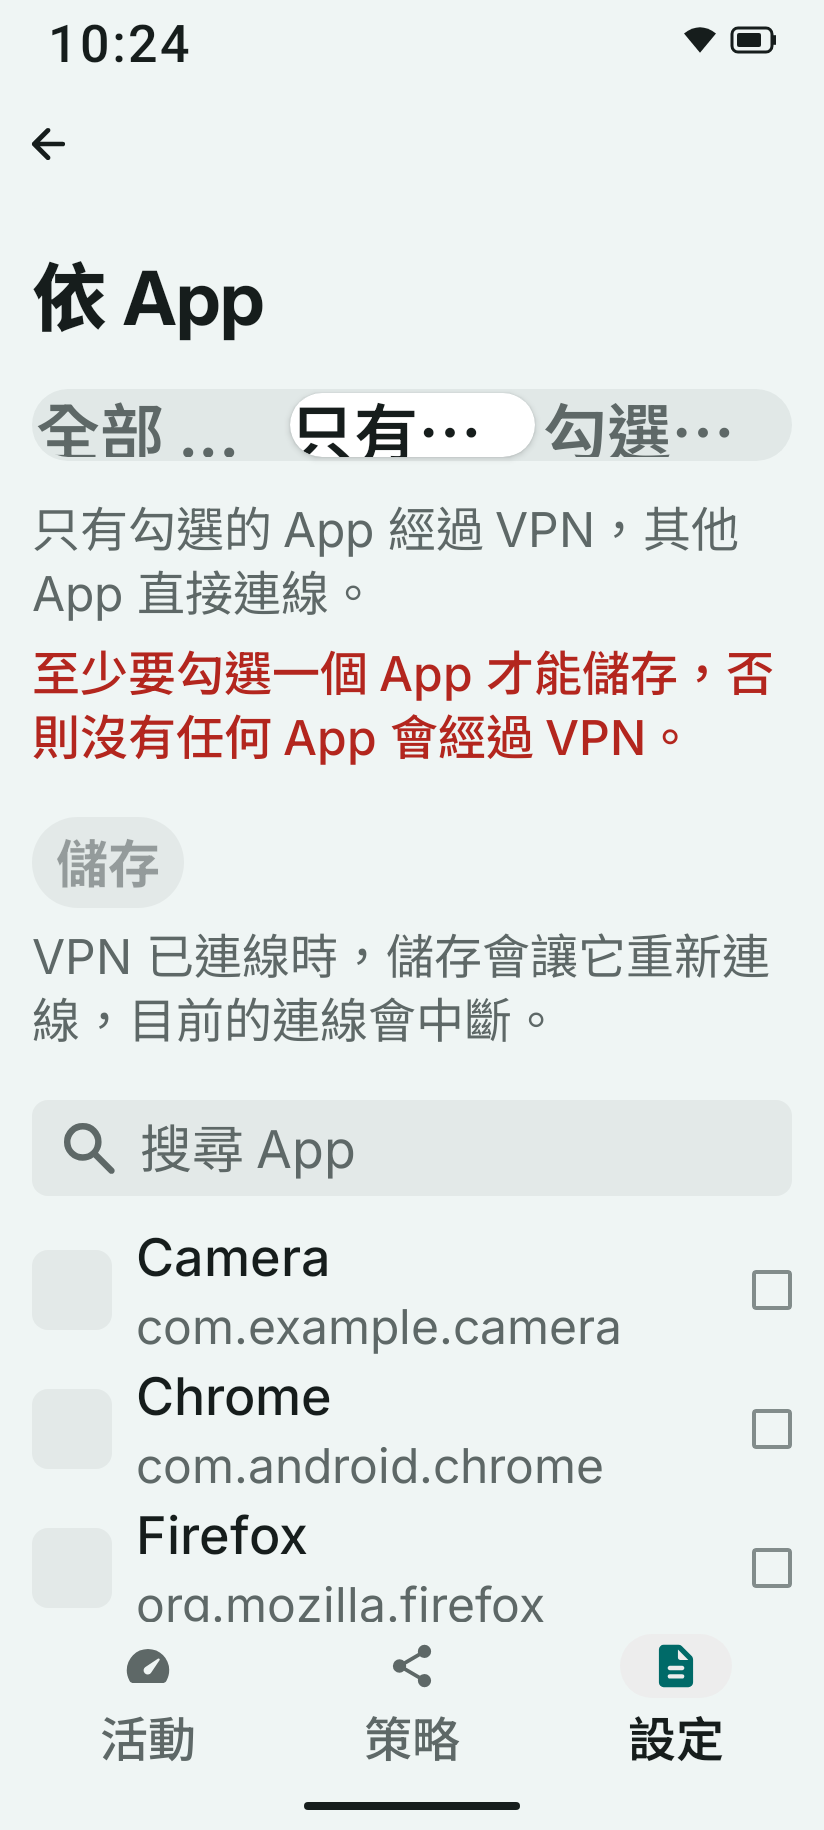 10:24
依 App
全部 ...
只有…
勾選…
只有勾選的 App 經過 VPN，其他
App 直接連線。
至少要勾選一個 App 才能儲存，否
則沒有任何 App 會經過 VPN。
儲存
VPN 已連線時，儲存會讓它重新連
線，目前的連線會中斷。
搜尋 App
Camera
com.example.camera
Chrome
com.android.chrome
Firefox
org.mozilla.firefox
活動
策略
設定